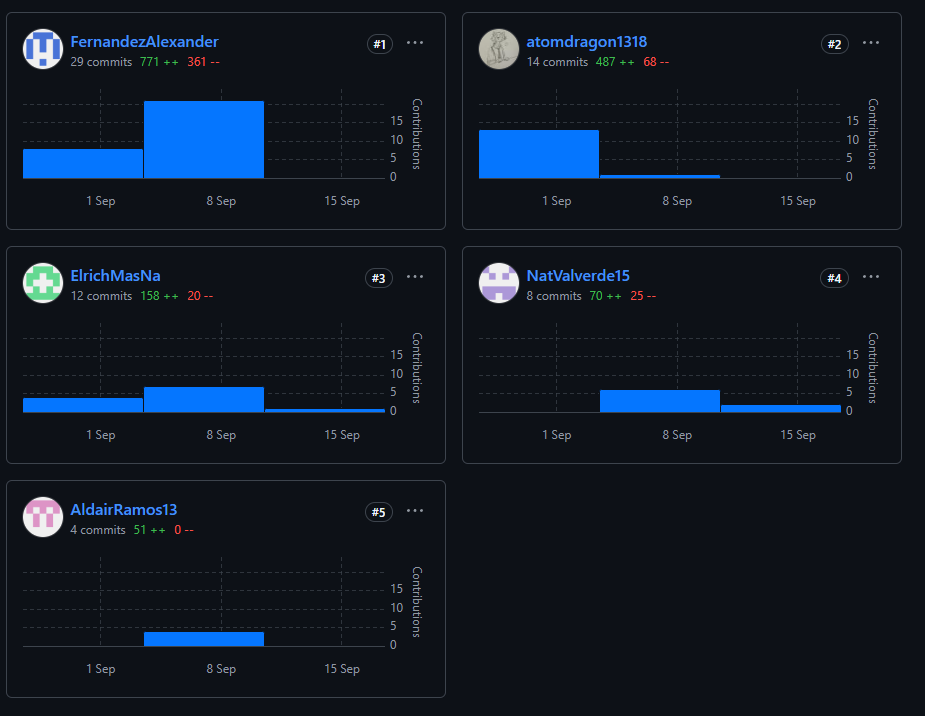 FernandezAlexander
#1
29 commits 771 ++ 361 --
15
10
5
0
Contributions
1 Sep 8 Sep 15 Sep
atomdragon1318
#2
14 commits 487 ++ 68 --
15
10
5
0
Contributions
1 Sep 8 Sep 15 Sep
ElrichMasNa
#3
12 commits 158 ++ 20 --
15
10
5
0
Contributions
1 Sep 8 Sep 15 Sep
NatValverde15
#4
8 commits 70 ++ 25 --
15
10
5
0
Contributions
1 Sep 8 Sep 15 Sep
AldairRamos13
#5
4 commits 51 ++ 0 --
15
10
5
0
Contributions
1 Sep 8 Sep 15 Sep